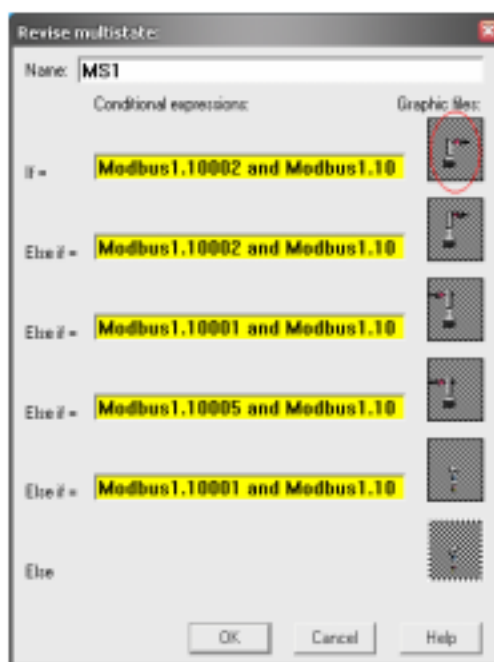 Revise multistate:
Name: MS1
Conditional expressions: Graphic files:
If = Modbus1.10002 and Modbus1.10
Else if = Modbus1.10002 and Modbus1.10
Else if = Modbus1.10001 and Modbus1.10
Else if = Modbus1.10005 and Modbus1.10
Else if = Modbus1.10001 and Modbus1.10
Else
OK Cancel Help